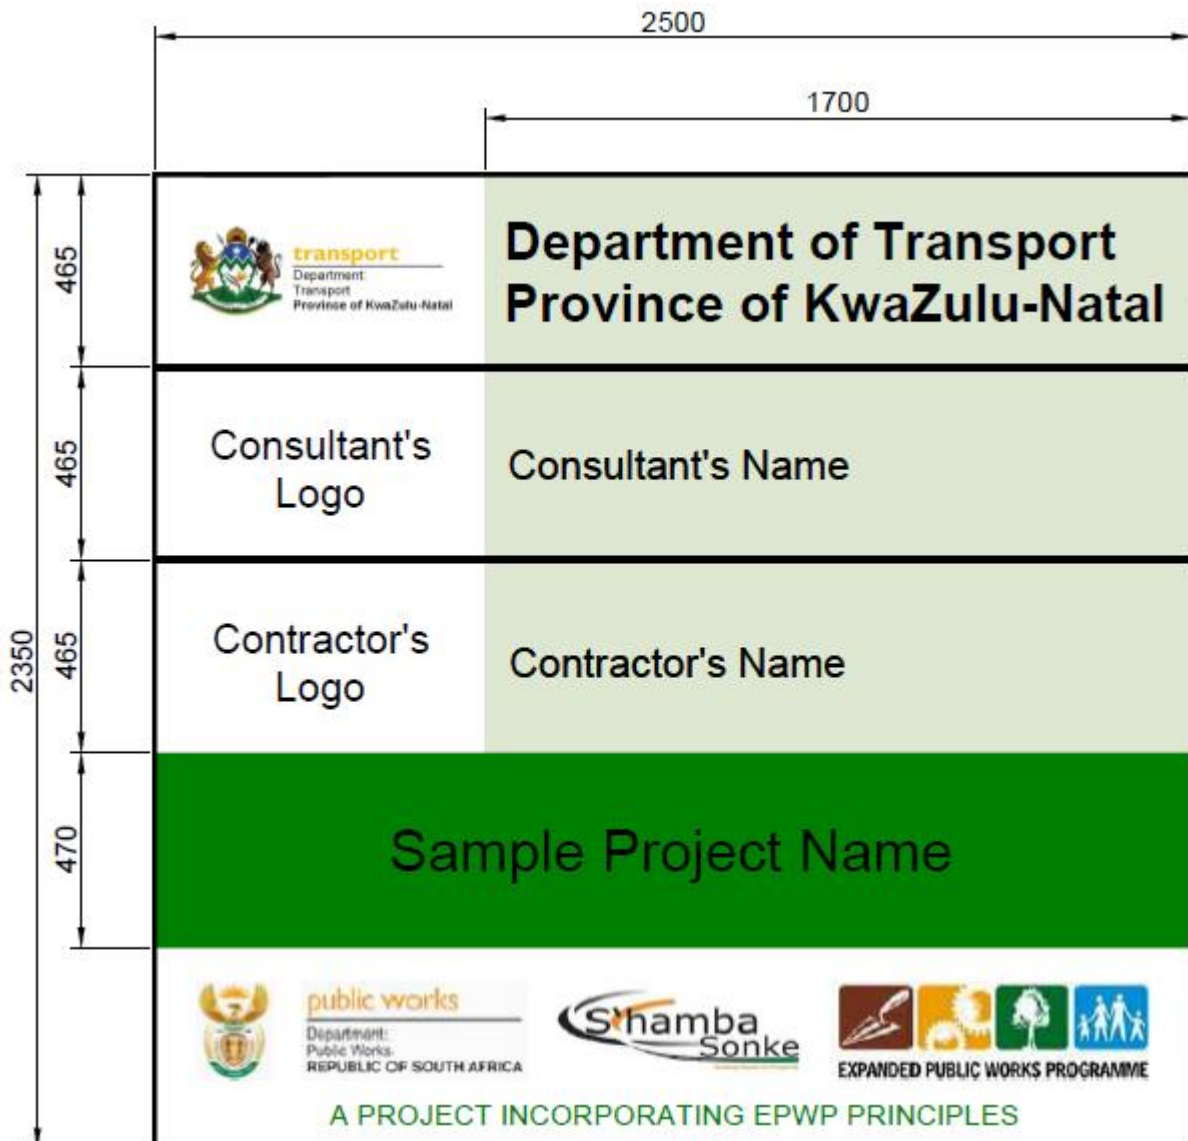 2500
1700
465
transport
Department
Transport
Province of KwaZulu-Natal
Department of Transport
Province of KwaZulu-Natal
465
Consultant's
Logo
Consultant's Name
2350
465
Contractor's
Logo
Contractor's Name
470
Sample Project Name
public works
Department:
Public Works
REPUBLIC OF SOUTH AFRICA
S'hamba
Sonke
EXPANDED PUBLIC WORKS PROGRAMME
A PROJECT INCORPORATING EPWP PRINCIPLES